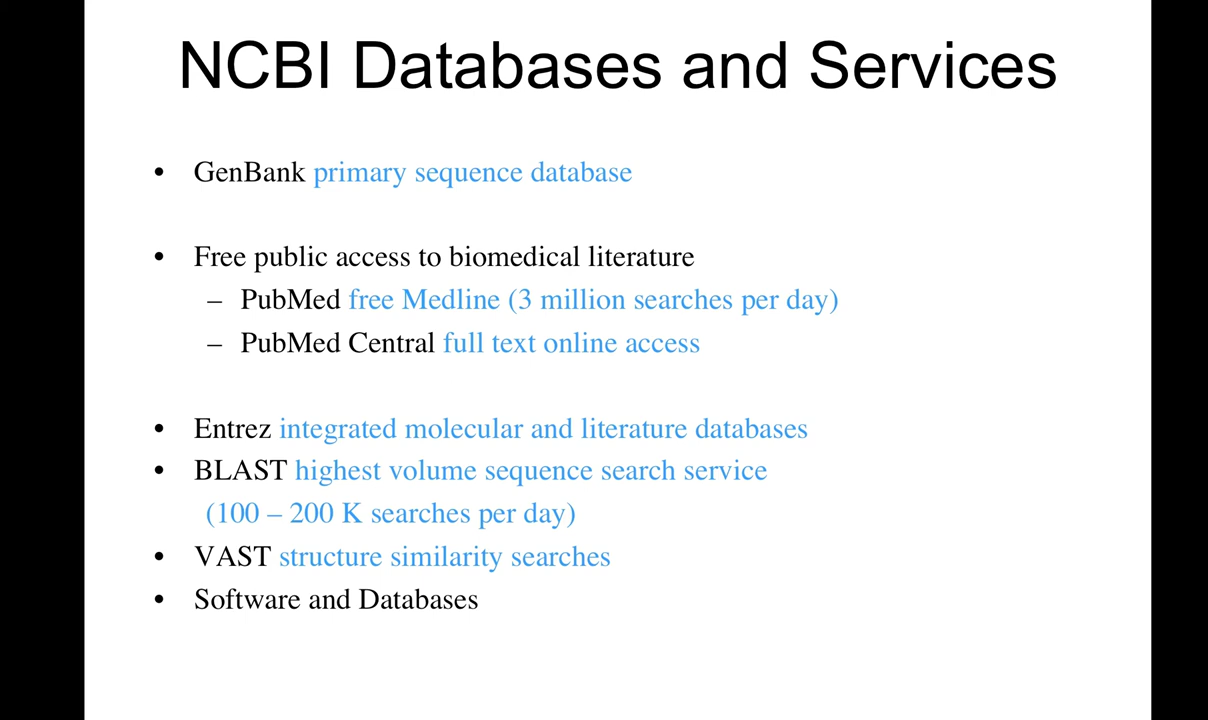 NCBI Databases and Services
• GenBank primary sequence database
• Free public access to biomedical literature
– PubMed free Medline (3 million searches per day)
– PubMed Central full text online access
• Entrez integrated molecular and literature databases
• BLAST highest volume sequence search service
(100 – 200 K searches per day)
• VAST structure similarity searches
• Software and Databases